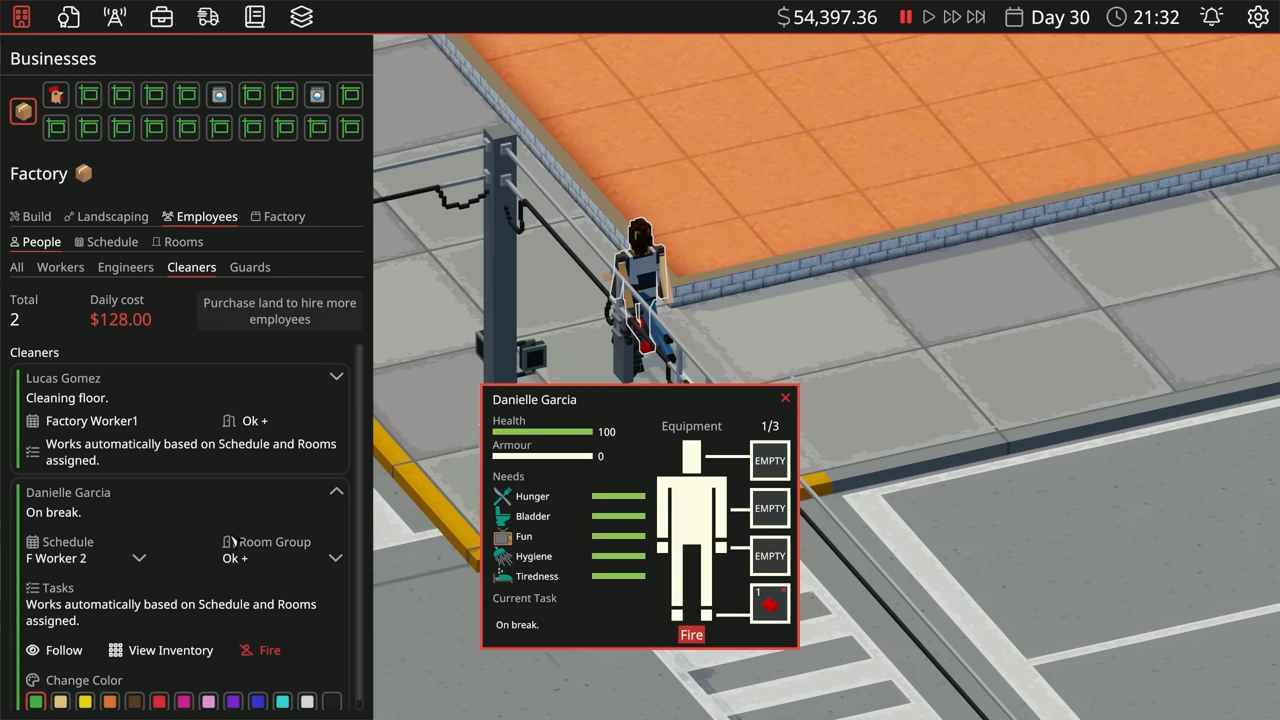 $54,397.36
Day 30
21:32
Businesses
Factory
Build
Landscaping
Employees
Factory
People
Schedule
Rooms
All
Workers
Engineers
Cleaners
Guards
Total
2
Daily cost
$128.00
Purchase land to hire more
employees
Cleaners
Lucas Gomez
Cleaning floor.
Factory Worker1
Ok +
Works automatically based on Schedule and Rooms
assigned.
Danielle Garcia
On break.
Schedule
Room Group
F Worker 2
Ok +
Tasks
Works automatically based on Schedule and Rooms
assigned.
Follow
View Inventory
Fire
Change Color
Danielle Garcia
Health
100
Armour
0
Needs
Hunger
Bladder
Fun
Hygiene
Tiredness
Current Task
On break.
Equipment
1/3
EMPTY
EMPTY
EMPTY
1
Fire